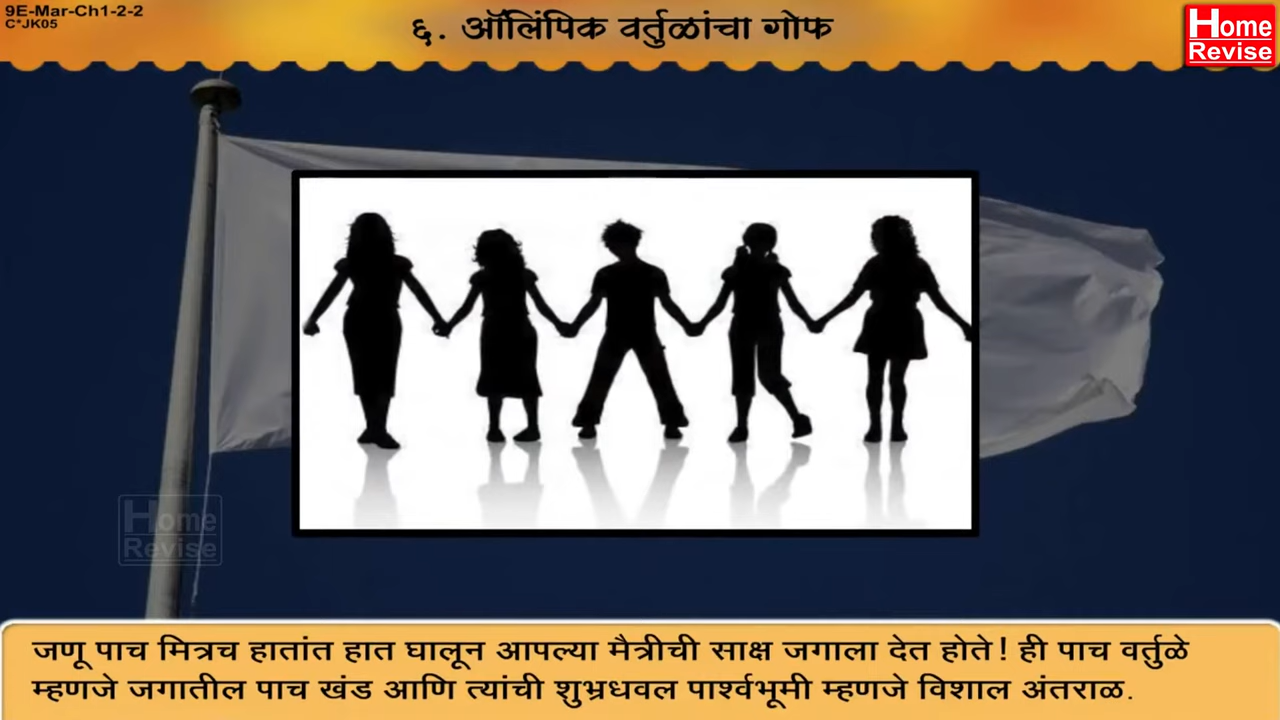 9E-Mar-Ch1-2-2
C*JK05
६. ऑलिंपिक वर्तुळांचा गोफ
Home
Revise
Home
Revise
जणू पाच मित्रच हातांत हात घालून आपल्या मैत्रीची साक्ष जगाला देत होते! ही पाच वर्तुळे
म्हणजे जगातील पाच खंड आणि त्यांची शुभ्रधवल पार्श्वभूमी म्हणजे विशाल अंतराळ.